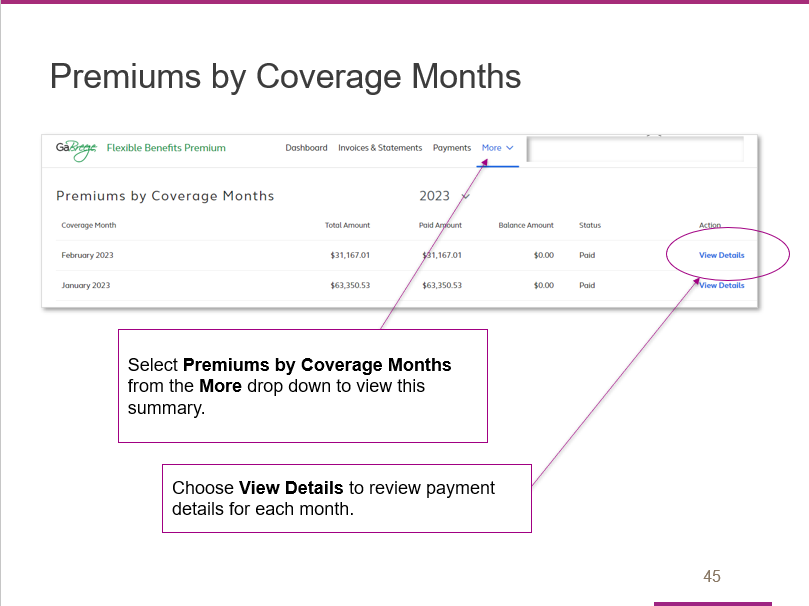 Premiums by Coverage Months
GaBreeze Flexible Benefits Premium Dashboard Invoices & Statements Payments More
Premiums by Coverage Months 2023
Coverage Month Total Amount Paid Amount Balance Amount Status Action
February 2023 $31,167.01 $31,167.01 $0.00 Paid View Details
January 2023 $63,350.53 $63,350.53 $0.00 Paid View Details
Select Premiums by Coverage Months
from the More drop down to view this
summary.
Choose View Details to review payment
details for each month.
45